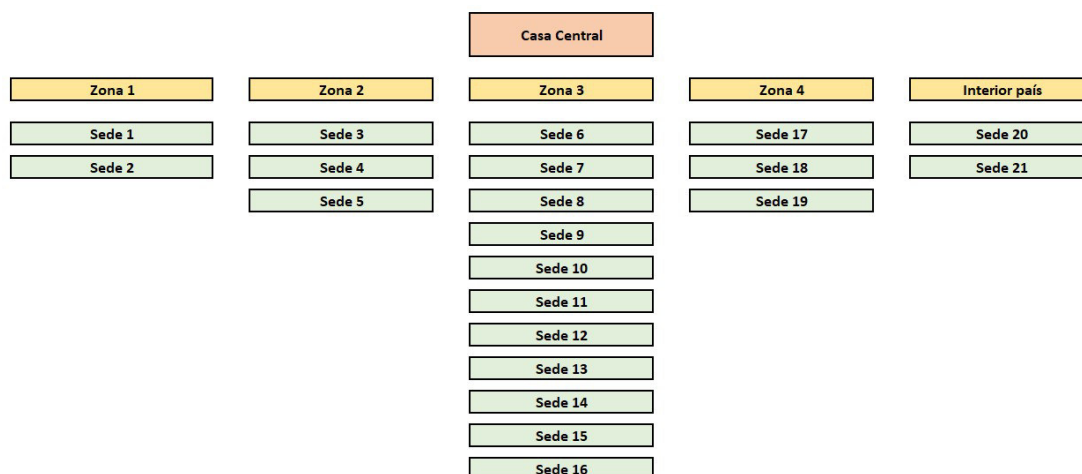 Casa Central
Zona 1 Zona 2 Zona 3 Zona 4 Interior país
Sede 1 Sede 3 Sede 6 Sede 17 Sede 20
Sede 2 Sede 4 Sede 7 Sede 18 Sede 21
Sede 5 Sede 8 Sede 19
Sede 9
Sede 10
Sede 11
Sede 12
Sede 13
Sede 14
Sede 15
Sede 16